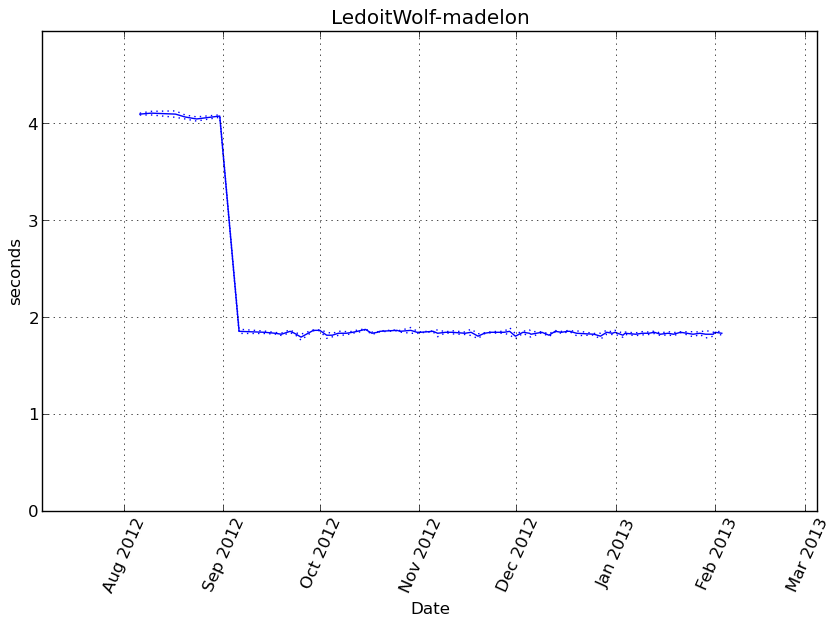 LedoitWolf-madelon
4
3
2
1
0
seconds
Aug 2012
Sep 2012
Oct 2012
Nov 2012
Dec 2012
Jan 2013
Feb 2013
Mar 2013
Date